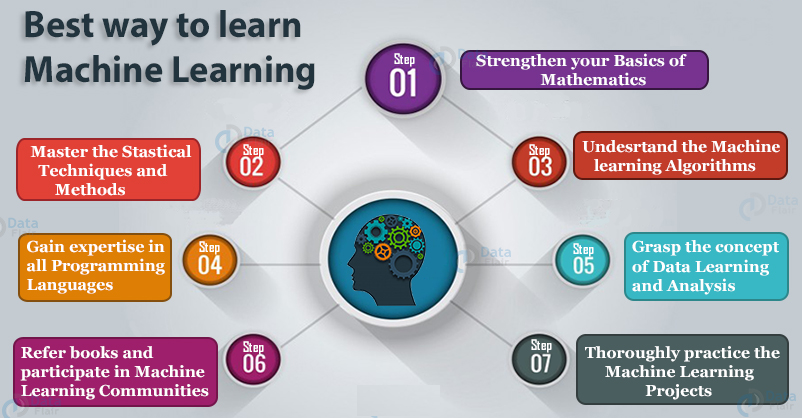 Best way to learn
Machine Learning
Step
01
Strengthen your Basics of
Mathematics
Step
02
Master the Stastical
Techniques and
Methods
Step
03
Undesrtand the Machine
learning Algorithms
Step
04
Gain expertise in
all Programming
Languages
Step
05
Grasp the concept
of Data Learning
and Analysis
Step
06
Refer books and
participate in Machine
Learning Communities
Step
07
Thoroughly practice the
Machine Learning
Projects
Data
Flair